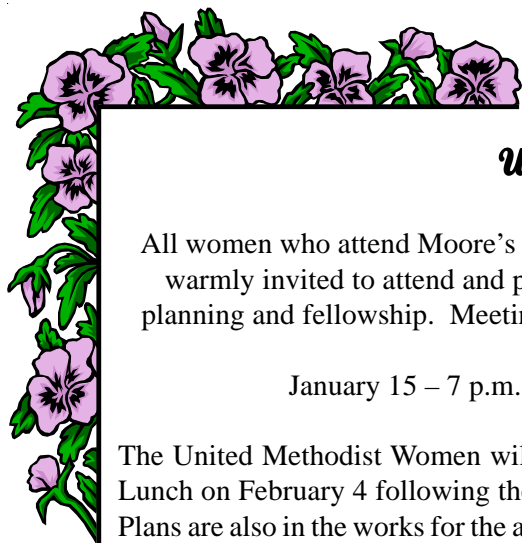 All women who attend Moore's
warmly invited to attend and
planning and fellowship. Meetin
January 15 – 7 p.m.
The United Methodist Women wil
Lunch on February 4 following the
Plans are also in the works for the a